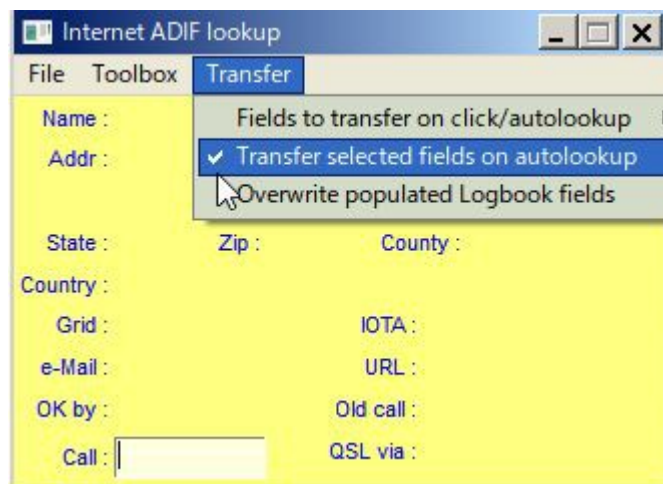 Internet ADIF lookup
File Toolbox Transfer
Name :
Fields to transfer on click/autolookup
Addr :
Transfer selected fields on autolookup
Overwrite populated Logbook fields
State : Zip : County :
Country :
Grid : IOTA :
e-Mail : URL :
OK by : Old call :
Call : QSL via :